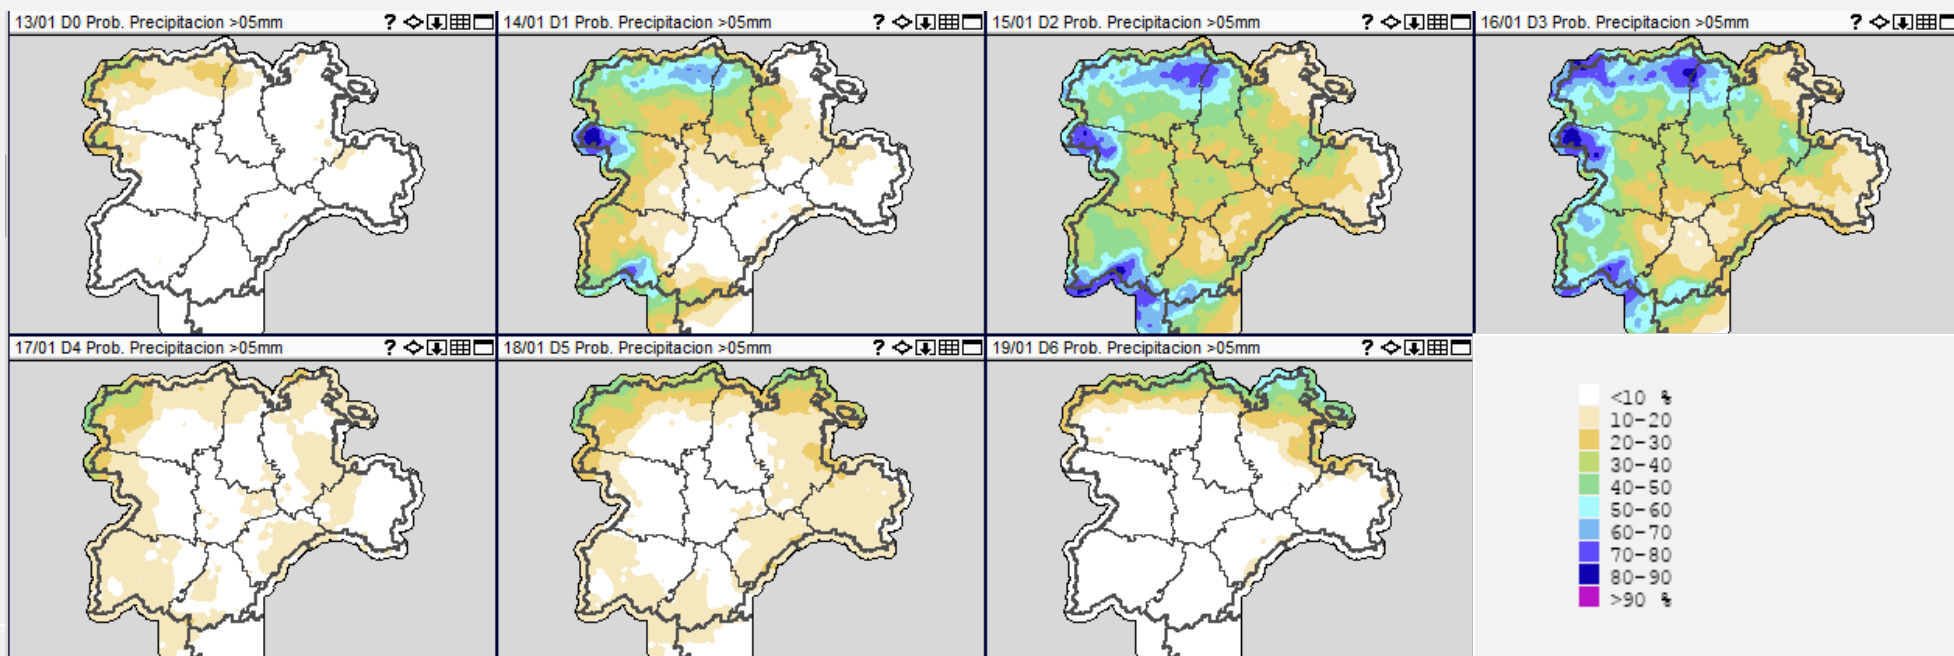 13/01 D0 Prob. Precipitacion >05mm ?
14/01 D1 Prob. Precipitacion >05mm ?
15/01 D2 Prob. Precipitacion >05mm ?
16/01 D3 Prob. Precipitacion >05mm ?
17/01 D4 Prob. Precipitacion >05mm ?
18/01 D5 Prob. Precipitacion >05mm ?
19/01 D6 Prob. Precipitacion >05mm ?
<10 %
10-20
20-30
30-40
40-50
50-60
60-70
70-80
80-90
>90 %